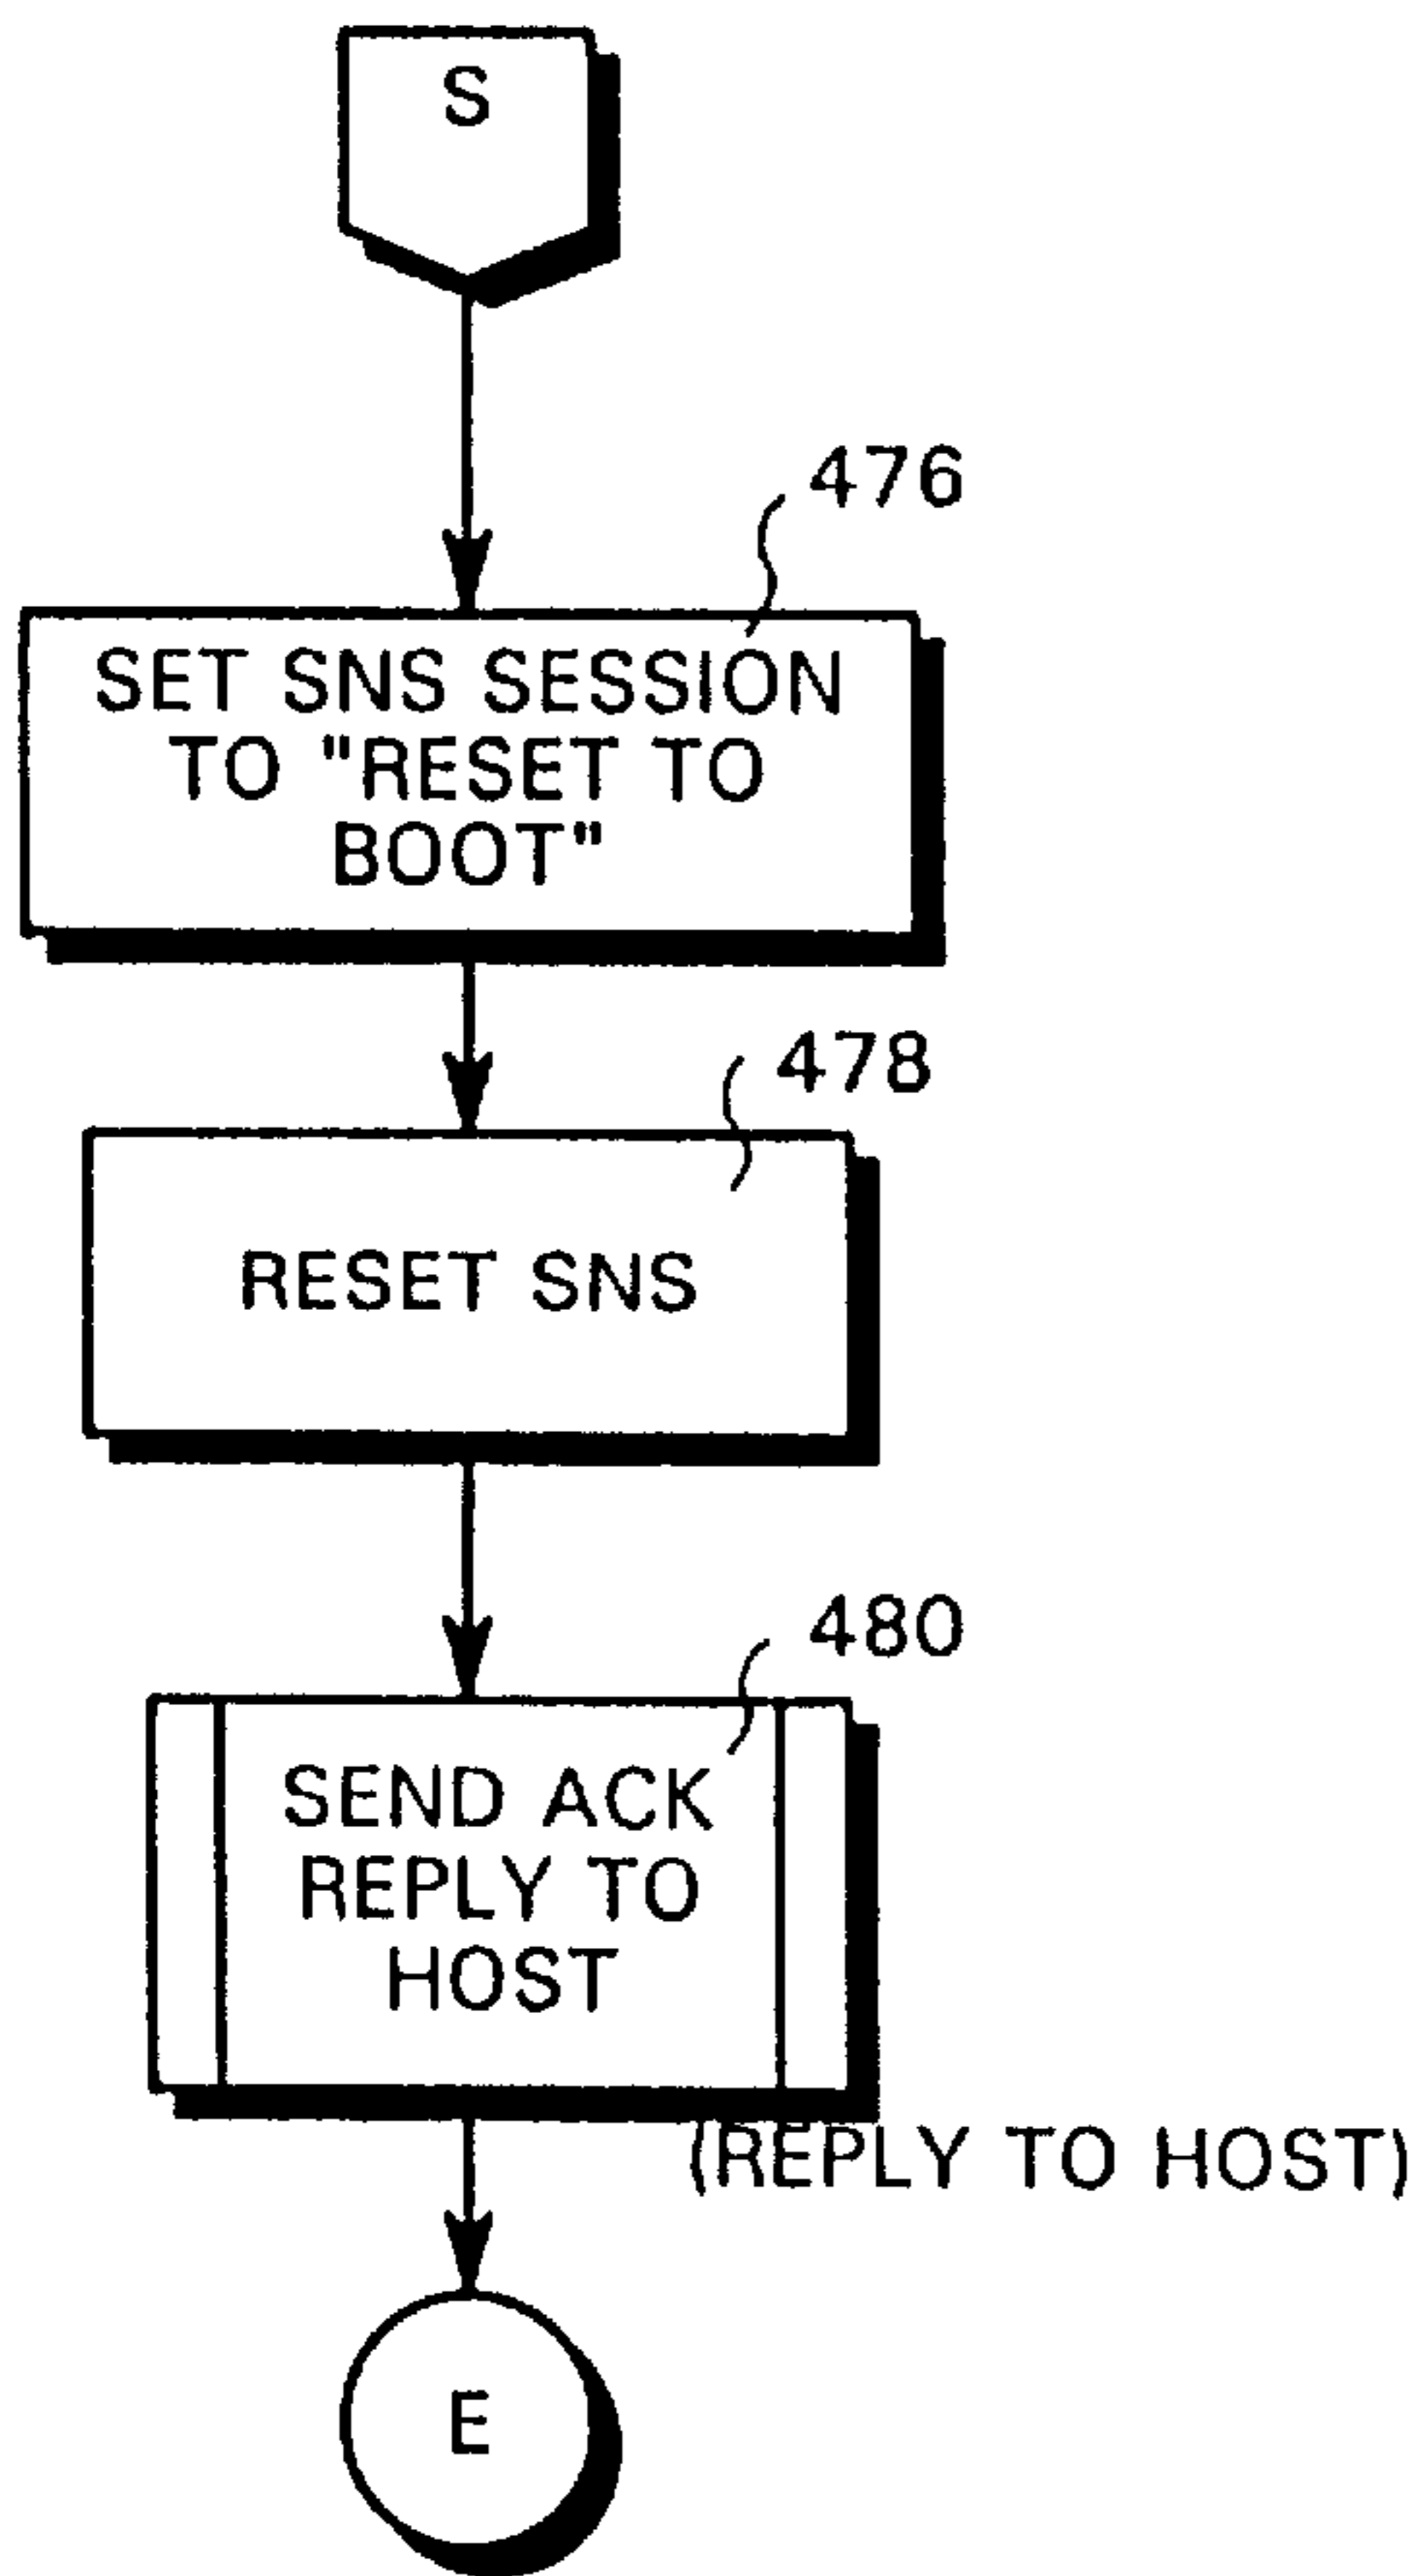 S
476
SET SNS SESSION
TO "RESET TO
BOOT"
478
RESET SNS
480
SEND ACK
REPLY TO
HOST
(REPLY TO HOST)
E